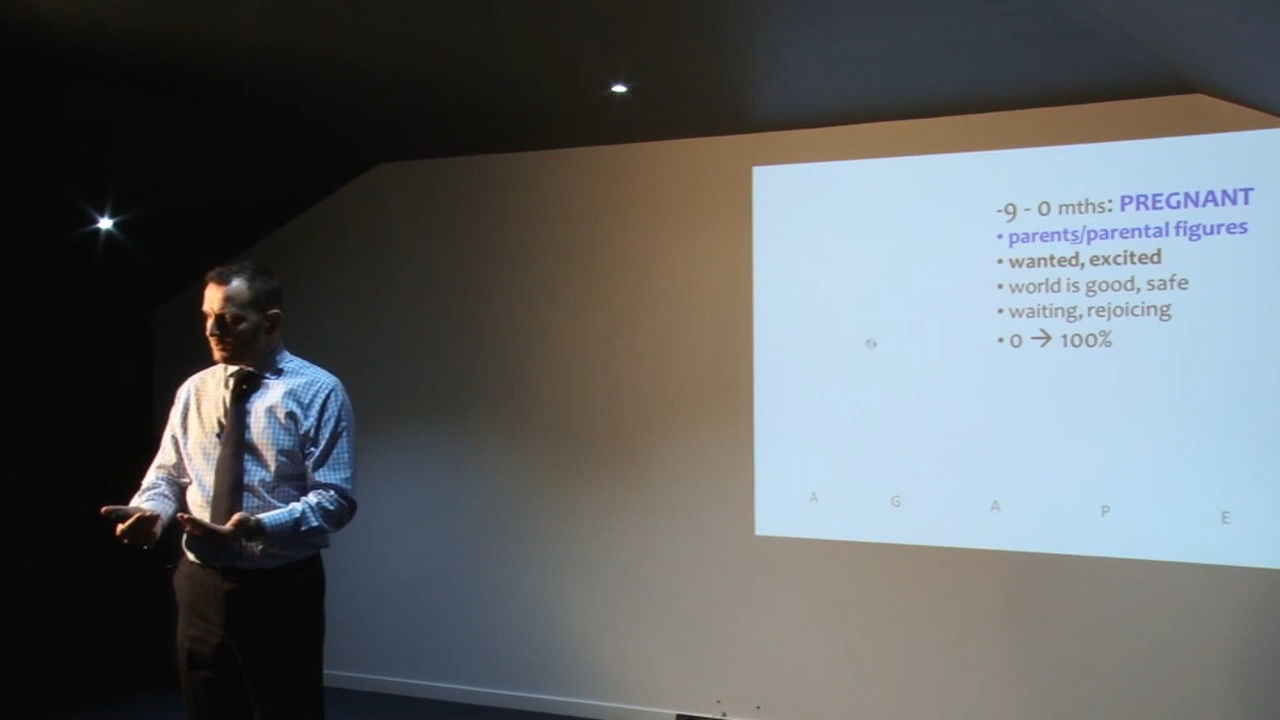 -9 - 0 mths: PREGNANT
• parents/parental figures
• wanted, excited
• world is good, safe
• waiting, rejoicing
• 0 → 100%
A G A P E